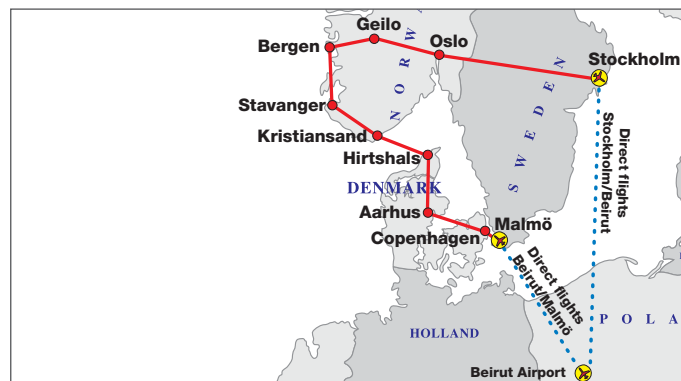 Geilo
Bergen
Oslo
NORW
Stockholm
SWEDEN
Stavanger
Kristiansand
Hirtshals
DENMARK
Direct flights
Stockholm/Beirut
Aarhus
Malmö
Copenhagen
Direct flights
Beirut/Malmö
HOLLAND
POLA
Beirut Airport